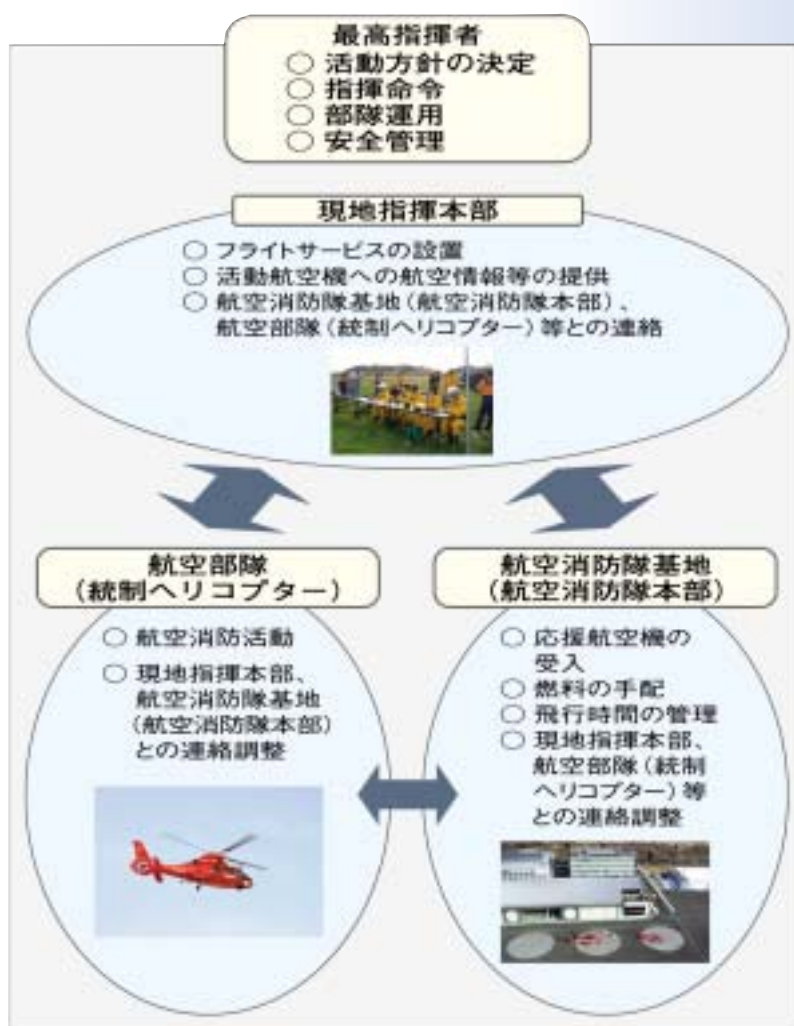 最高指揮者
○ 活動方針の決定
○ 指揮命令
○ 部隊運用
○ 安全管理
現地指揮本部
○ フライトサービスの設置
○ 活動航空機への航空情報等の提供
○ 航空消防隊基地（航空消防隊本部）、
航空部隊（統制ヘリコプター）等との連絡
航空部隊
（統制ヘリコプター）
○ 航空消防活動
○ 現地指揮本部、
航空消防隊基地
（航空消防隊本部）
との連絡調整
航空消防隊基地
（航空消防隊本部）
○ 応援航空機の
受入
○ 燃料の手配
○ 飛行時間の管理
○ 現地指揮本部、
航空部隊（統制
ヘリコプター）等
との連絡調整